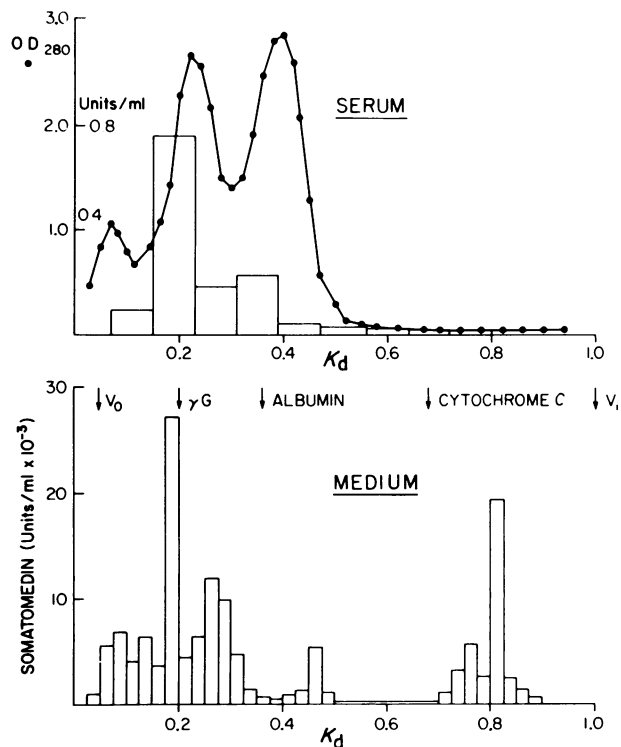 3.0
OD 280
Units/ml
SERUM
2.0
0.8
1.0
0.4
0.2
0.4
0.6
0.8
1.0
Kd
30
V0
γG
ALBUMIN
CYTOCHROME C
MEDIUM
20
SOMATOMEDIN (Units/ml x 10-3)
10
0.2
0.4
0.6
0.8
1.0
Kd